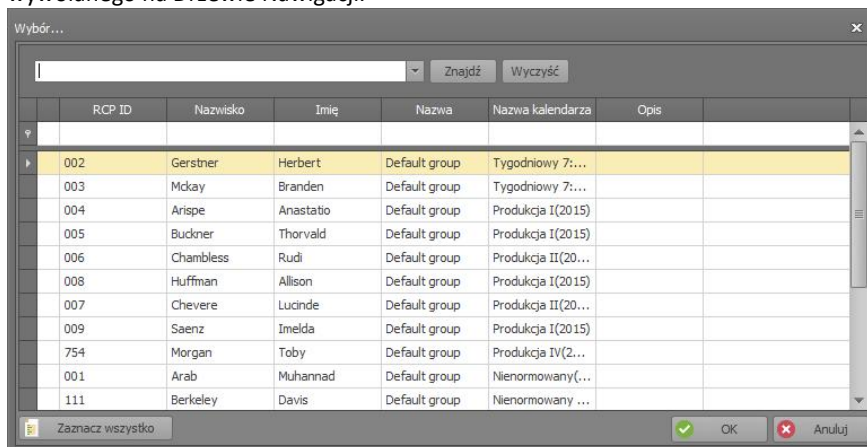 Wybór...
Znajdź Wyczyść
RCP ID Nazwisko Imię Nazwa Nazwa kalendarza Opis
002 Gerstner Herbert Default group Tygodniowy 7:...
003 Mckay Branden Default group Tygodniowy 7:...
004 Arispe Anastatio Default group Produkcja I(2015)
005 Buckner Thorvald Default group Produkcja I(2015)
006 Chambless Rudi Default group Produkcja II(20...
008 Huffman Allison Default group Produkcja I(2015)
007 Chevere Lucinde Default group Produkcja II(20...
009 Saenz Imelda Default group Produkcja I(2015)
754 Morgan Toby Default group Produkcja IV(2...
001 Arab Muhannad Default group Nienormowany(...
111 Berkeley Davis Default group Nienormowany ...
Zaznacz wszystko OK Anuluj